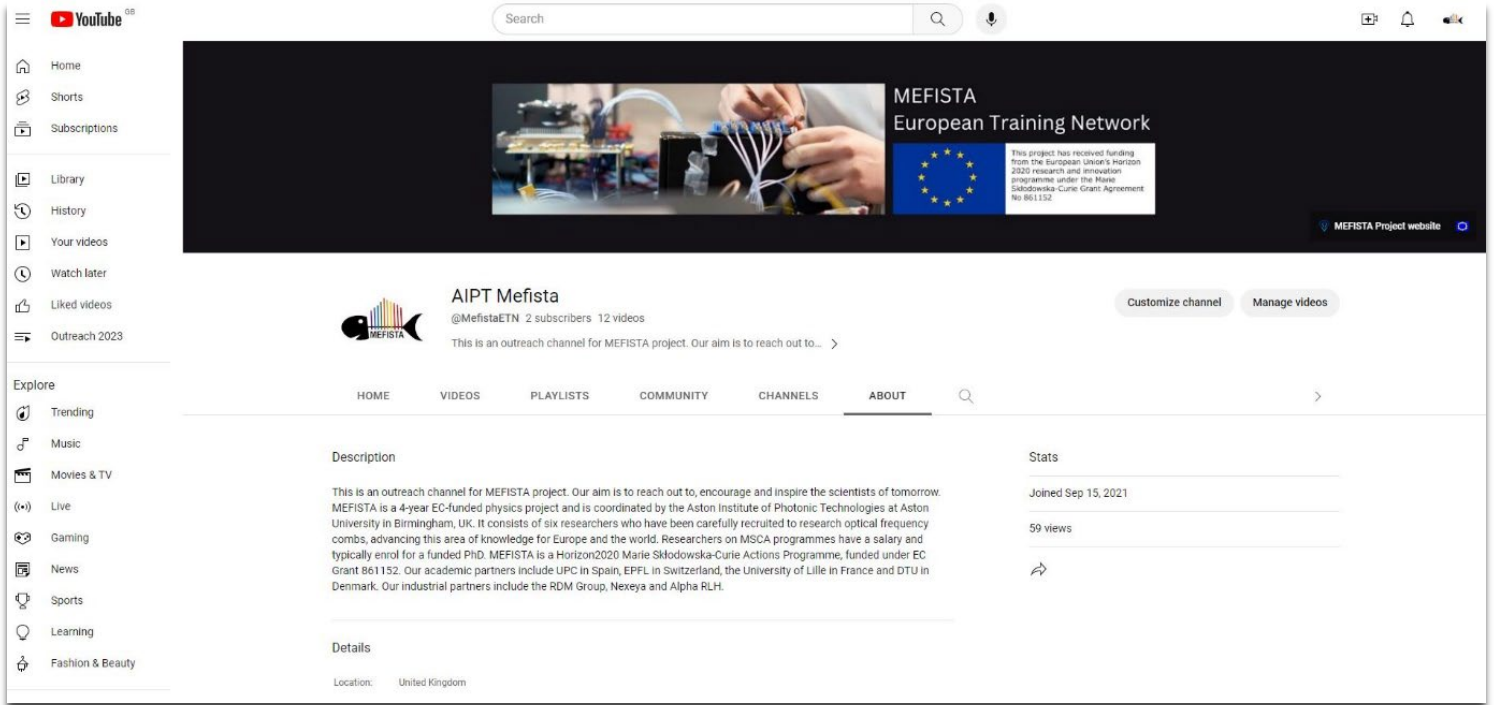 YouTube GB
Search
Home
Shorts
Subscriptions
Library
History
Your videos
Watch later
Liked videos
Outreach 2023
Explore
Trending
Music
Movies & TV
Live
Gaming
News
Sports
Learning
Fashion & Beauty
MEFISTA
European Training Network
This project has received funding
from the European Union's Horizon
2020 research and innovation
programme under the Marie
Skłodowska-Curie Grant Agreement
No 861152
MEFISTA Project website
MEFISTA
AIPT Mefista
@MefistaETN 2 subscribers 12 videos
This is an outreach channel for MEFISTA project. Our aim is to reach out to...
Customize channel
Manage videos
HOME VIDEOS PLAYLISTS COMMUNITY CHANNELS ABOUT
Description
This is an outreach channel for MEFISTA project. Our aim is to reach out to, encourage and inspire the scientists of tomorrow.
MEFISTA is a 4-year EC-funded physics project and is coordinated by the Aston Institute of Photonic Technologies at Aston
University in Birmingham, UK. It consists of six researchers who have been carefully recruited to research optical frequency
combs, advancing this area of knowledge for Europe and the world. Researchers on MSCA programmes have a salary and
typically enrol for a funded PhD. MEFISTA is a Horizon2020 Marie Skłodowska-Curie Actions Programme, funded under EC
Grant 861152. Our academic partners include UPC in Spain, EPFL in Switzerland, the University of Lille in France and DTU in
Denmark. Our industrial partners include the RDM Group, Nexeya and Alpha RLH.
Details
Location: United Kingdom
Stats
Joined Sep 15, 2021
59 views